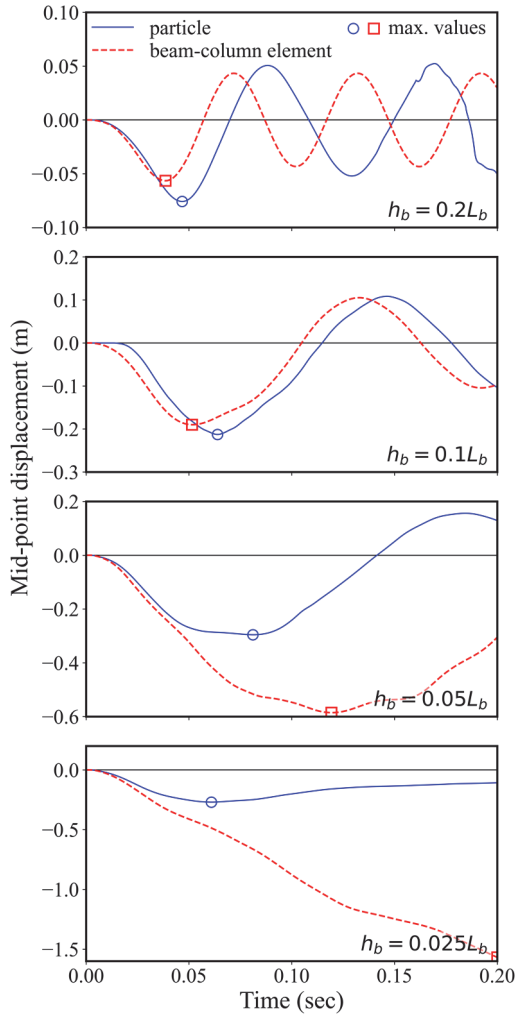 0.10
particle
max. values
beam-column element
0.05
0.00
−0.05
−0.10
h_b = 0.2L_b
0.2
0.1
0.0
−0.1
−0.2
−0.3
h_b = 0.1L_b
Mid-point displacement (m)
0.2
0.0
−0.2
−0.4
−0.6
h_b = 0.05L_b
0.0
−0.5
−1.0
−1.5
h_b = 0.025L_b
0.00 0.05 0.10 0.15 0.20
Time (sec)